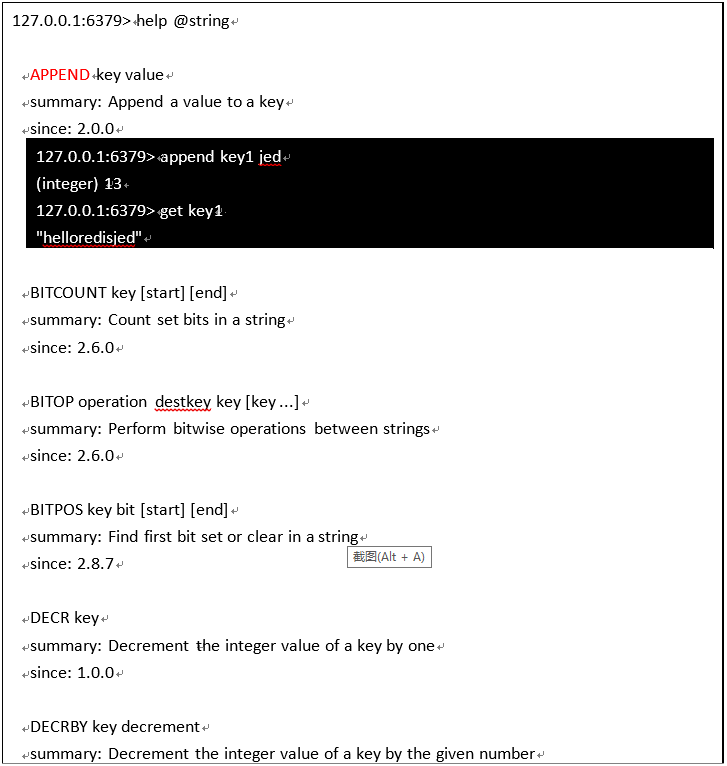 127.0.0.1:6379> help @string
APPEND key value
summary: Append a value to a key
since: 2.0.0
127.0.0.1:6379> append key1 jed
(integer) 13
127.0.0.1:6379> get key1
"helloredisjed"
BITCOUNT key [start] [end]
summary: Count set bits in a string
since: 2.6.0
BITOP operation destkey key [key ...]
summary: Perform bitwise operations between strings
since: 2.6.0
BITPOS key bit [start] [end]
summary: Find first bit set or clear in a string
截图(Alt + A)
since: 2.8.7
DECR key
summary: Decrement the integer value of a key by one
since: 1.0.0
DECRBY key decrement
summary: Decrement the integer value of a key by the given number